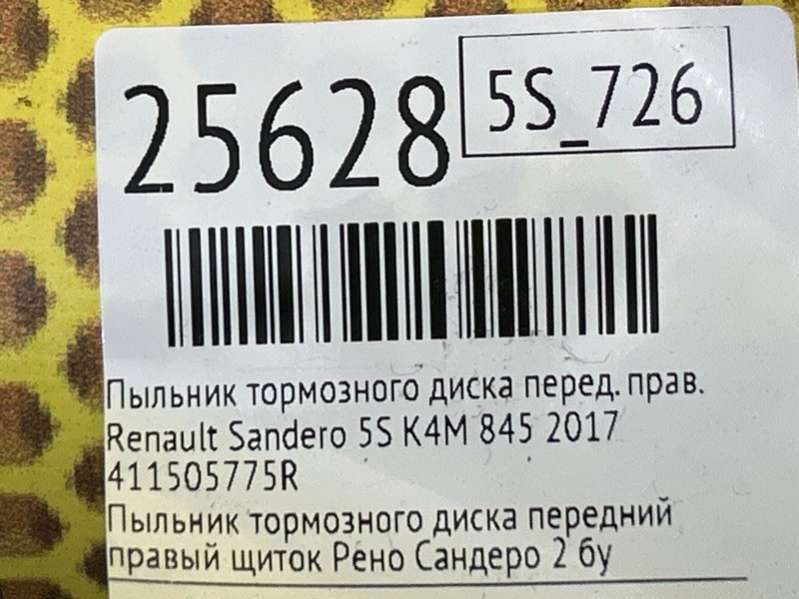 25628
5S_726
Пыльник тормозного диска перед. прав.
Renault Sandero 5S K4M 845 2017
411505775R
Пыльник тормозного диска передний
правый щиток Рено Сандеро 2 бу